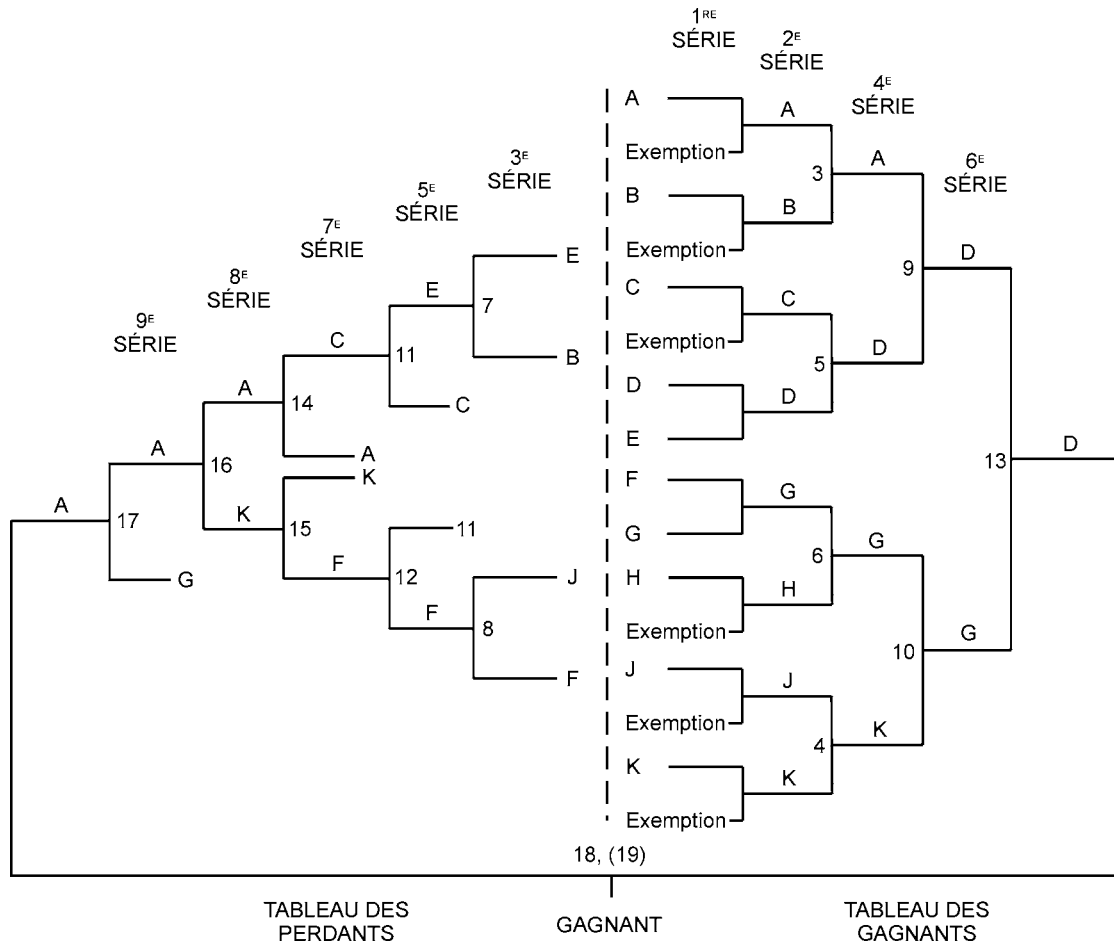 1RE
SÉRIE
2E
SÉRIE
4E
SÉRIE
6E
SÉRIE
3E
SÉRIE
5E
SÉRIE
7E
SÉRIE
8E
SÉRIE
9E
SÉRIE
A
Exemption
A
3
A
B
Exemption
B
9
D
C
Exemption
C
5
D
D
E
D
13
D
F
G
G
6
G
H
Exemption
H
10
G
J
Exemption
J
4
K
K
Exemption
K
E
E
7
B
C
11
C
A
14
A
A
16
K
K
15
A
17
G
11
F
12
J
F
8
F
18, (19)
TABLEAU DES
PERDANTS
GAGNANT
TABLEAU DES
GAGNANTS